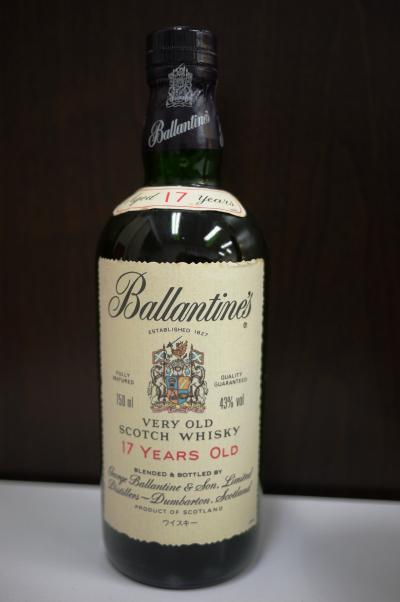 Ballantine's
Aged 17 Years
Ballantine's
ESTABLISHED 1827
FULLY MATURED
QUALITY GUARANTEED
750 ml
43% vol
VERY OLD
SCOTCH WHISKY
17 YEARS OLD
BLENDED & BOTTLED BY
George Ballantine & Son, Limited
Distillers—Dumbarton, Scotland
PRODUCT OF SCOTLAND
ウイスキー